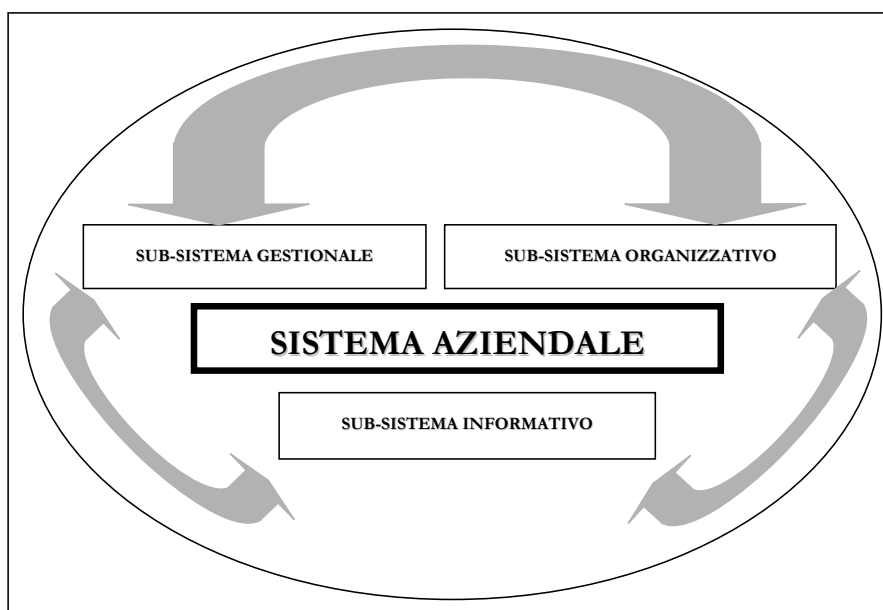 SUB-SISTEMA GESTIONALE
SUB-SISTEMA ORGANIZZATIVO
SISTEMA AZIENDALE
SUB-SISTEMA INFORMATIVO